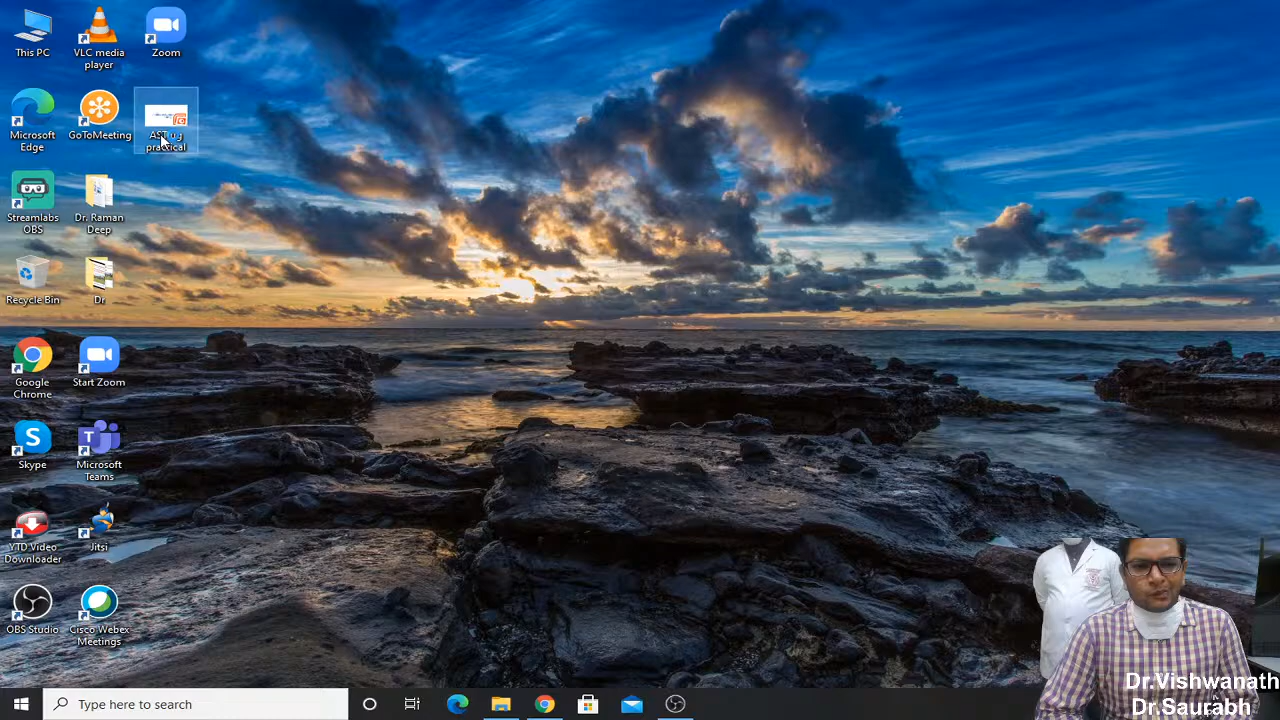 This PC
VLC media
player
Zoom
Microsoft
Edge
GoToMeeting
practical
Streamlabs
OBS
Dr. Raman
Deep
Recycle Bin
Dr
Google
Chrome
Start Zoom
Skype
Microsoft
Teams
YTD Video
Downloader
Jitsi
OBS Studio
Cisco Webex
Meetings
Type here to search
Dr.Vishwanath
Dr.Saurabh